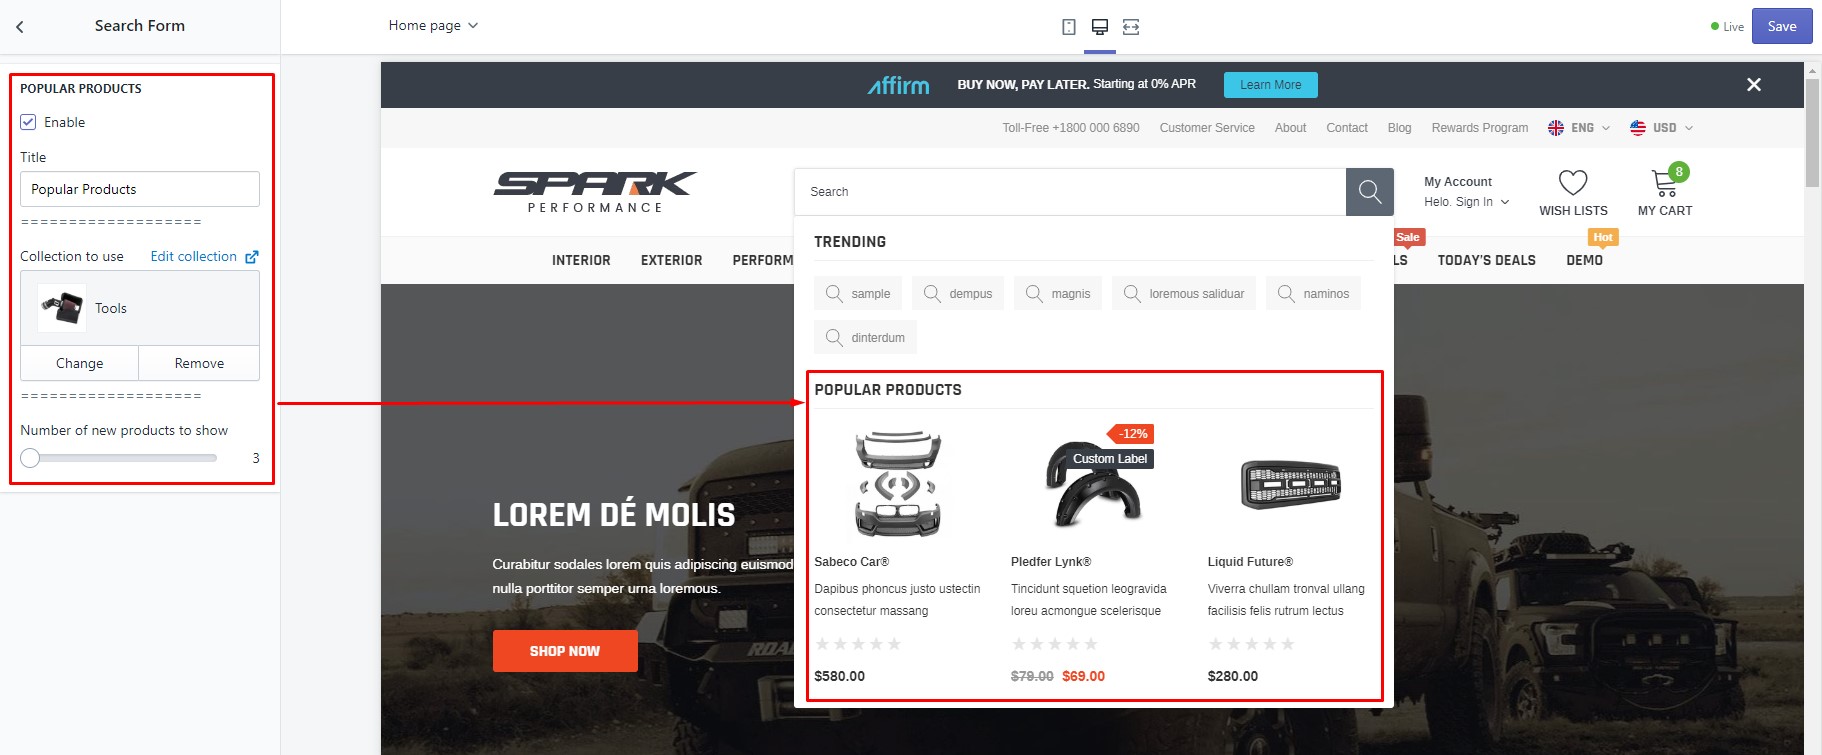 Search Form
Home page
Live
Save
POPULAR PRODUCTS
Enable
Title
Popular Products
===================
Collection to use Edit collection
Tools
Change Remove
===================
Number of new products to show
3
affirm BUY NOW, PAY LATER. Starting at 0% APR Learn More
Toll-Free +1800 000 6890 Customer Service About Contact Blog Rewards Program ENG USD
SPARK
PERFORMANCE
Search
My Account
Helo. Sign In
WISH LISTS
8
MY CART
INTERIOR EXTERIOR PERFORM
Sale
LS
TODAY'S DEALS
Hot
DEMO
TRENDING
sample dempus magnis loremous saliduar naminos
dinterdum
POPULAR PRODUCTS
-12%
Custom Label
Sabeco Car®
Dapibus phoncus justo ustectin
consectetur massang
$580.00
Pledfer Lynk®
Tincidunt squetion leogravida
loreu acmongue scelerisque
$79.00 $69.00
Liquid Future®
Viverra chullam tronval ullang
facilisis felis rutrum lectus
$280.00
LOREM DÉ MOLIS
Curabitur sodales lorem quis adipiscing euismod
nulla porttitor semper urna loremous.
SHOP NOW